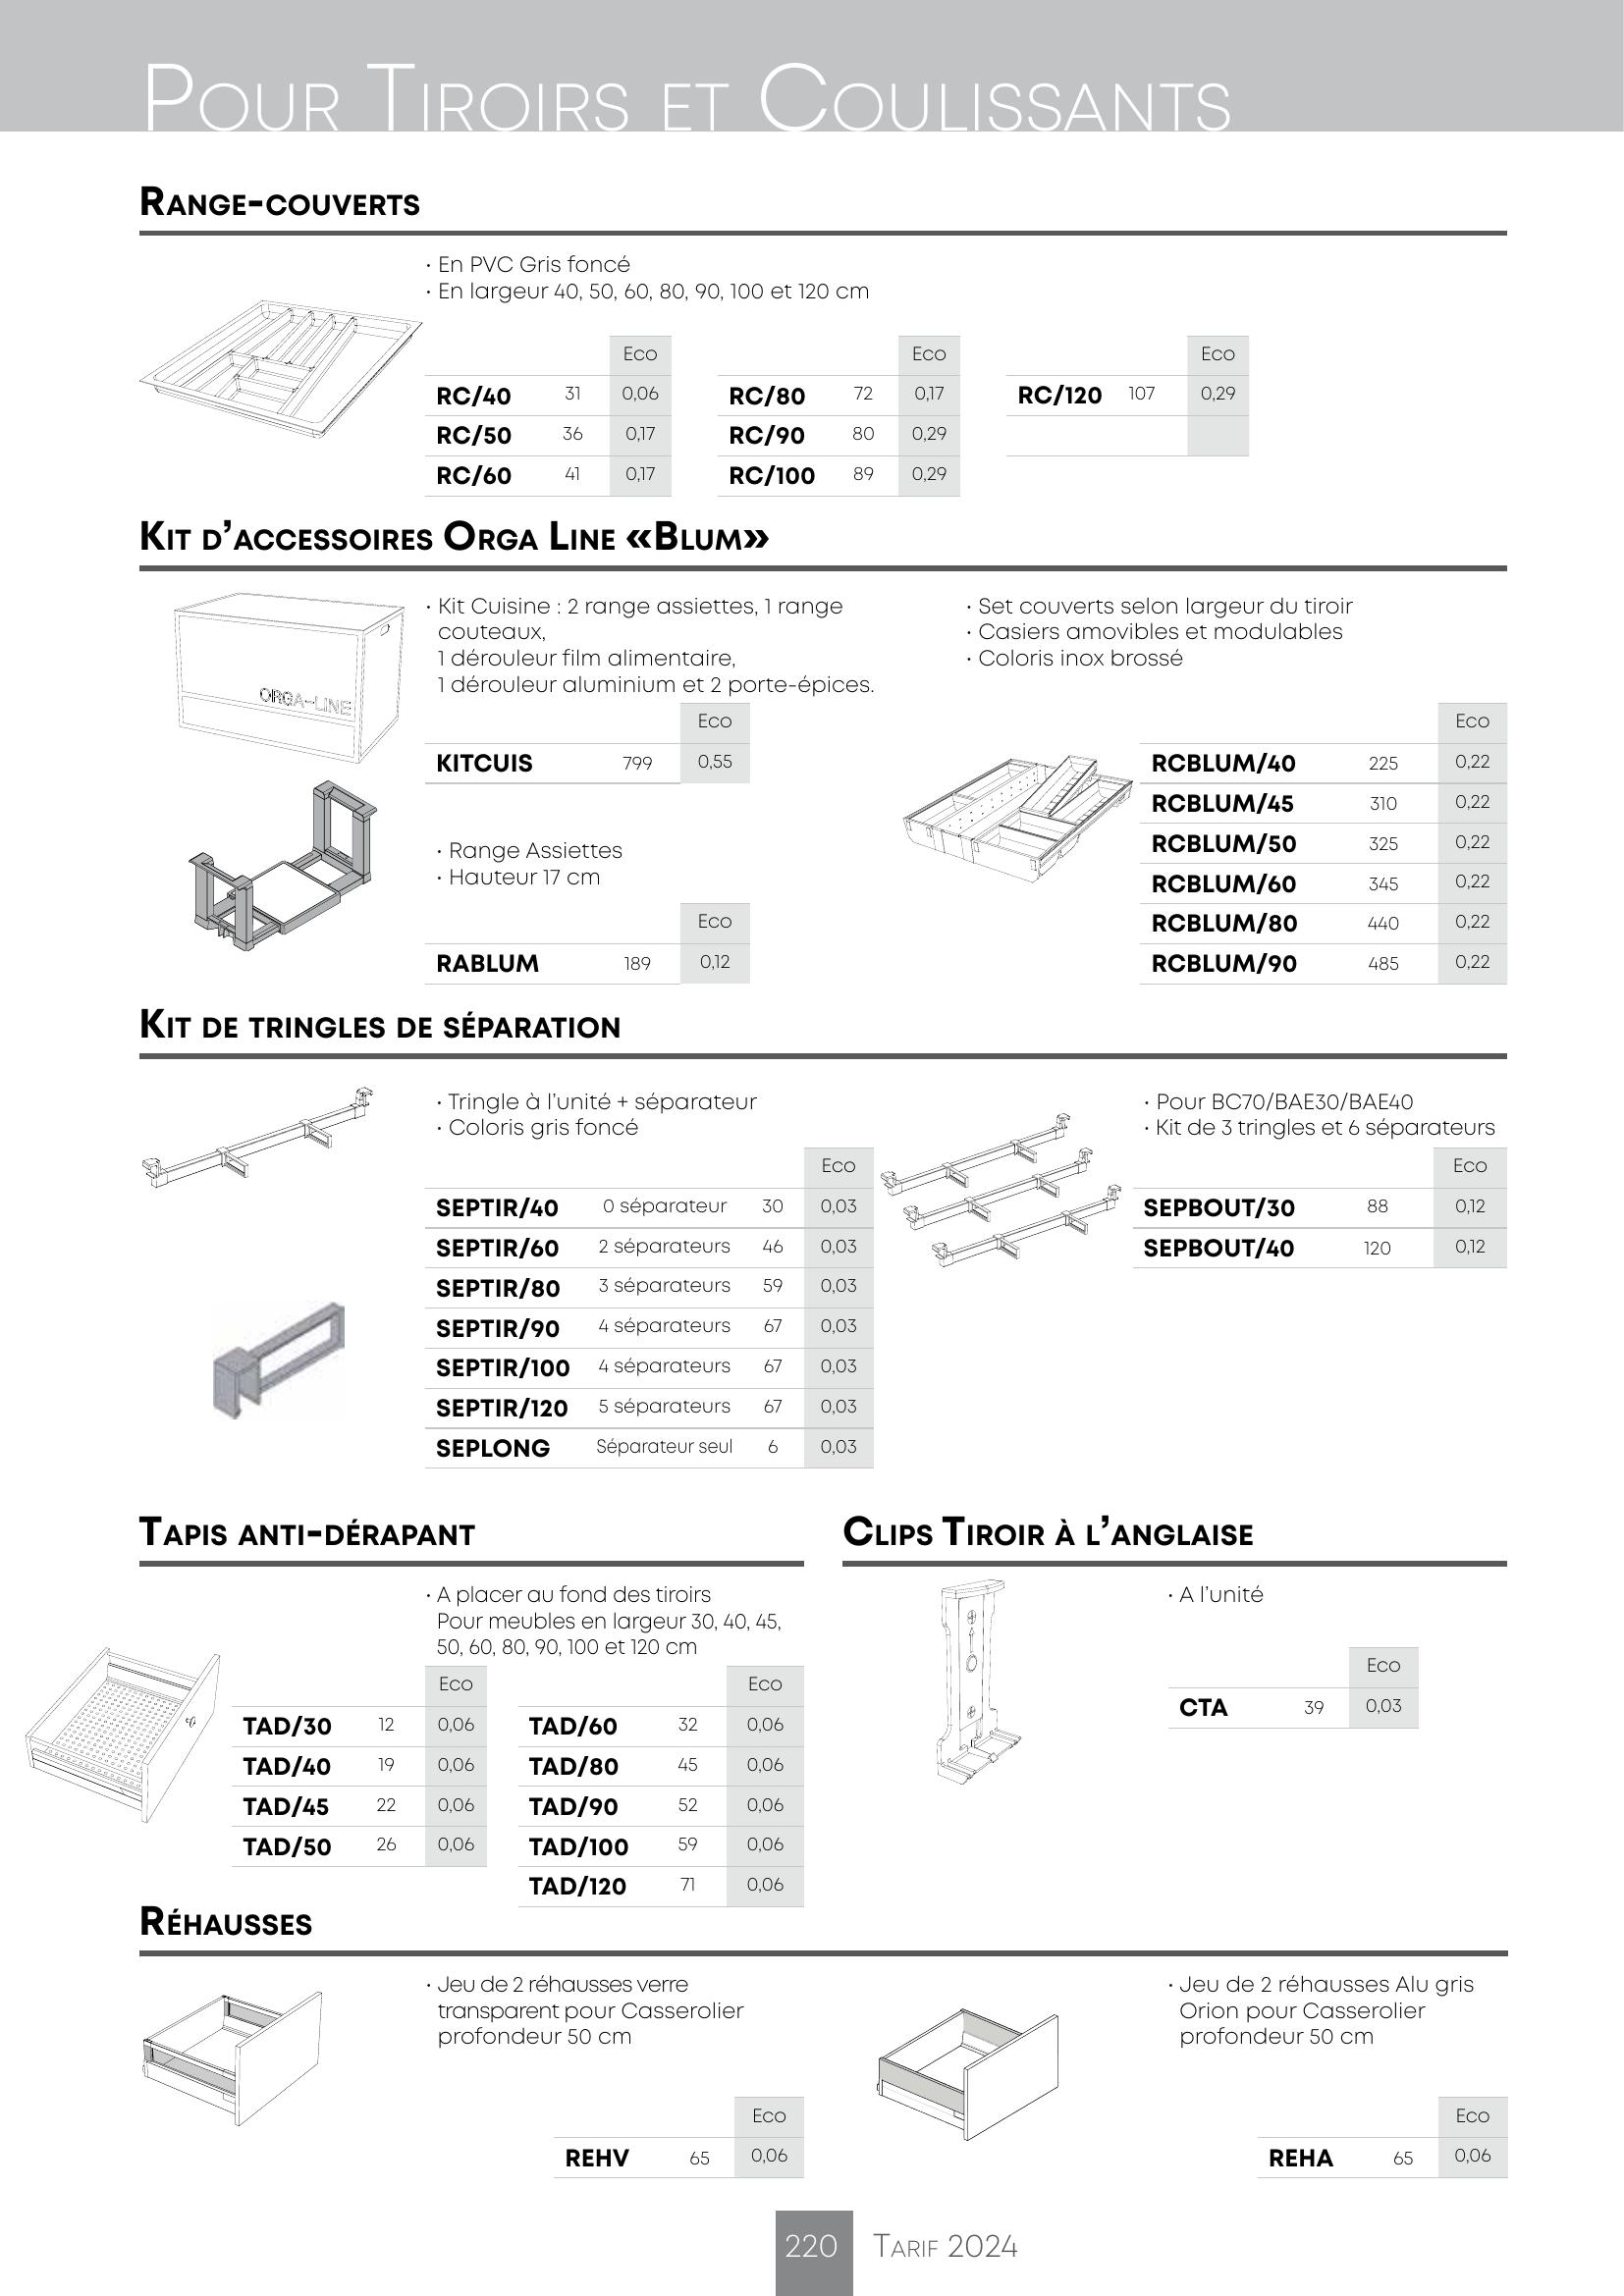 Pour Tiroirs et Coulissants
Range-couverts
· En PVC Gris foncé
· En largeur 40, 50, 60, 80, 90, 100 et 120 cm
Eco
RC/40 31 0,06
RC/50 36 0,17
RC/60 41 0,17
Eco
RC/80 72 0,17
RC/90 80 0,29
RC/100 89 0,29
Eco
RC/120 107 0,29
Kit d’accessoires Orga Line «Blum»
ORGA-LINE
· Kit Cuisine : 2 range assiettes, 1 range
couteaux,
1 dérouleur film alimentaire,
1 dérouleur aluminium et 2 porte-épices.
Eco
KITCUIS 799 0,55
· Range Assiettes
· Hauteur 17 cm
Eco
RABLUM 189 0,12
· Set couverts selon largeur du tiroir
· Casiers amovibles et modulables
· Coloris inox brossé
Eco
RCBLUM/40 225 0,22
RCBLUM/45 310 0,22
RCBLUM/50 325 0,22
RCBLUM/60 345 0,22
RCBLUM/80 440 0,22
RCBLUM/90 485 0,22
Kit de tringles de séparation
· Tringle à l’unité + séparateur
· Coloris gris foncé
Eco
SEPTIR/40 0 séparateur 30 0,03
SEPTIR/60 2 séparateurs 46 0,03
SEPTIR/80 3 séparateurs 59 0,03
SEPTIR/90 4 séparateurs 67 0,03
SEPTIR/100 4 séparateurs 67 0,03
SEPTIR/120 5 séparateurs 67 0,03
SEPLONG Séparateur seul 6 0,03
· Pour BC70/BAE30/BAE40
· Kit de 3 tringles et 6 séparateurs
Eco
SEPBOUT/30 88 0,12
SEPBOUT/40 120 0,12
Tapis anti-dérapant
· A placer au fond des tiroirs
Pour meubles en largeur 30, 40, 45,
50, 60, 80, 90, 100 et 120 cm
Eco
TAD/30 12 0,06
TAD/40 19 0,06
TAD/45 22 0,06
TAD/50 26 0,06
Eco
TAD/60 32 0,06
TAD/80 45 0,06
TAD/90 52 0,06
TAD/100 59 0,06
TAD/120 71 0,06
Clips Tiroir à l’anglaise
· A l’unité
Eco
CTA 39 0,03
Réhausses
· Jeu de 2 réhausses verre
transparent pour Casserolier
profondeur 50 cm
Eco
REHV 65 0,06
· Jeu de 2 réhausses Alu gris
Orion pour Casserolier
profondeur 50 cm
Eco
REHA 65 0,06
220 Tarif 2024